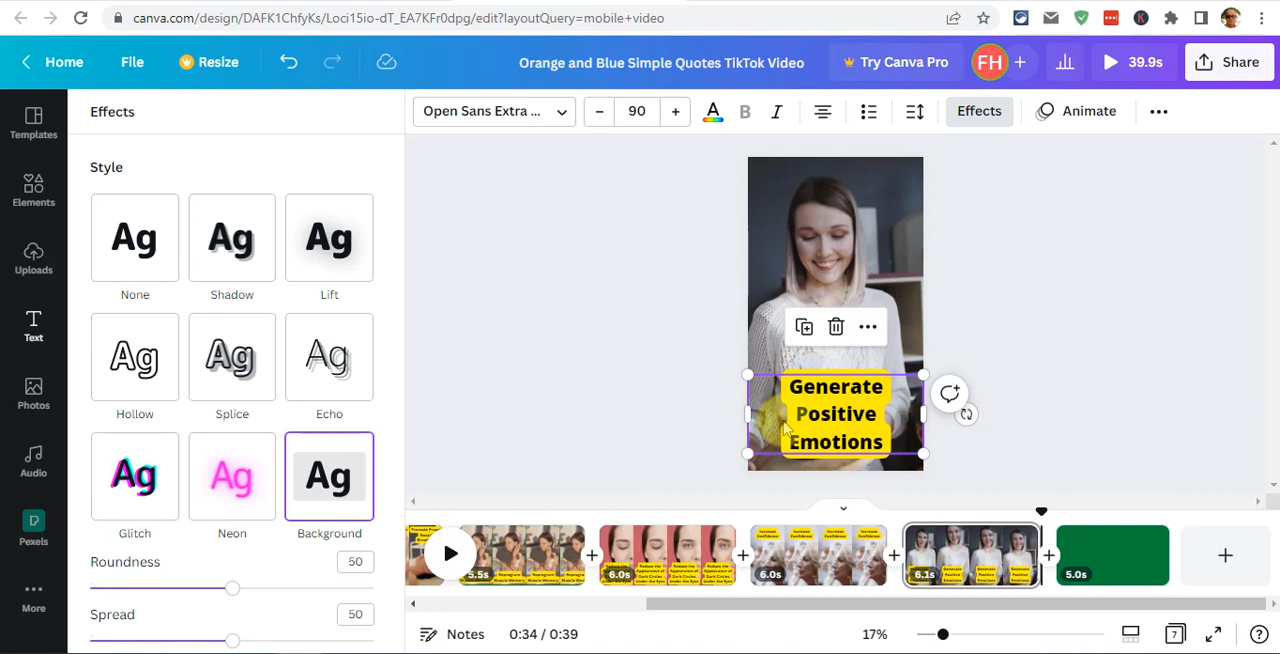 canva.com/design/DAFK1ChfyKs/Loci15io-dT_EA7KFr0dpg/edit?layoutQuery=mobile+video
Home
File
Resize
Orange and Blue Simple Quotes TikTok Video
Try Canva Pro
FH
39.9s
Share
Templates
Elements
Uploads
Text
Photos
Audio
Pexels
More
Effects
Open Sans Extra ...
90
A
B
I
Effects
Animate
Style
Ag
None
Ag
Shadow
Ag
Lift
Ag
Hollow
Ag
Splice
Ag
Echo
Ag
Glitch
Ag
Neon
Ag
Background
Roundness
50
Spread
50
Generate
Positive
Emotions
5.5s
6.0s
6.0s
6.1s
5.0s
Notes
0:34 / 0:39
17%
7